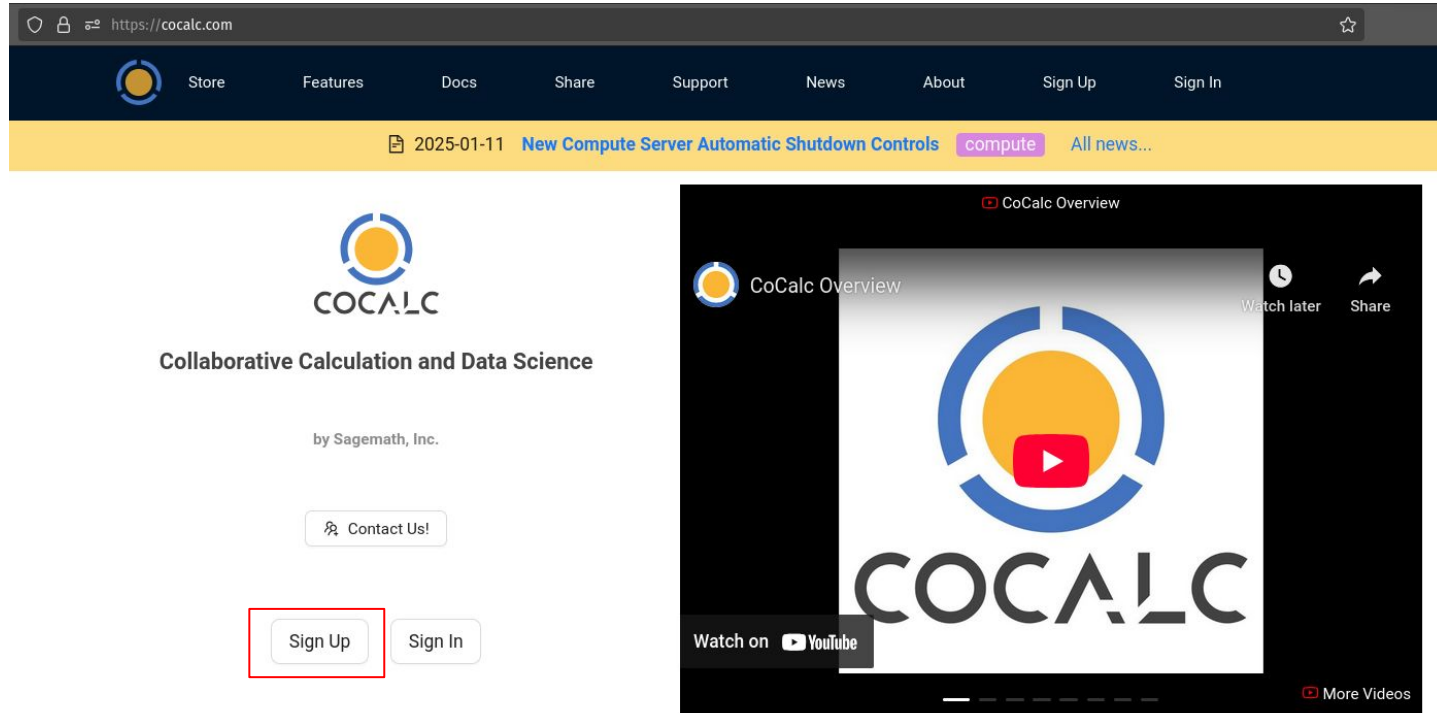 https://cocalc.com
Store Features Docs Share Support News About Sign Up Sign In
2025-01-11 New Compute Server Automatic Shutdown Controls compute All news...
COCALC
Collaborative Calculation and Data Science
by Sagemath, Inc.
Contact Us!
Sign Up Sign In
CoCalc Overview
CoCalc Overview
Watch later Share
COCALC
Watch on YouTube
More Videos